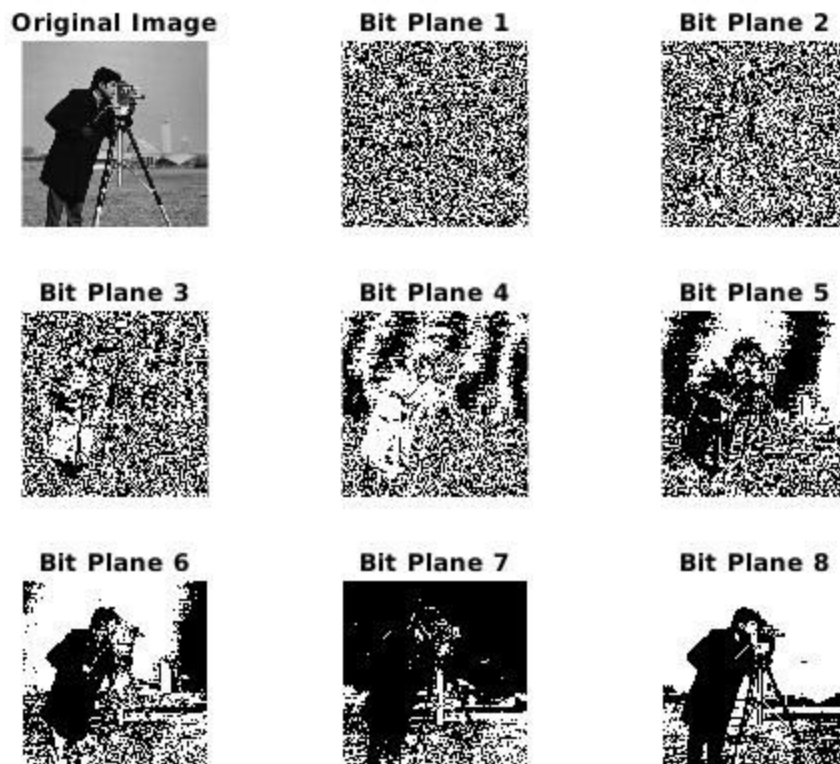 Original Image
Bit Plane 1
Bit Plane 2
Bit Plane 3
Bit Plane 4
Bit Plane 5
Bit Plane 6
Bit Plane 7
Bit Plane 8